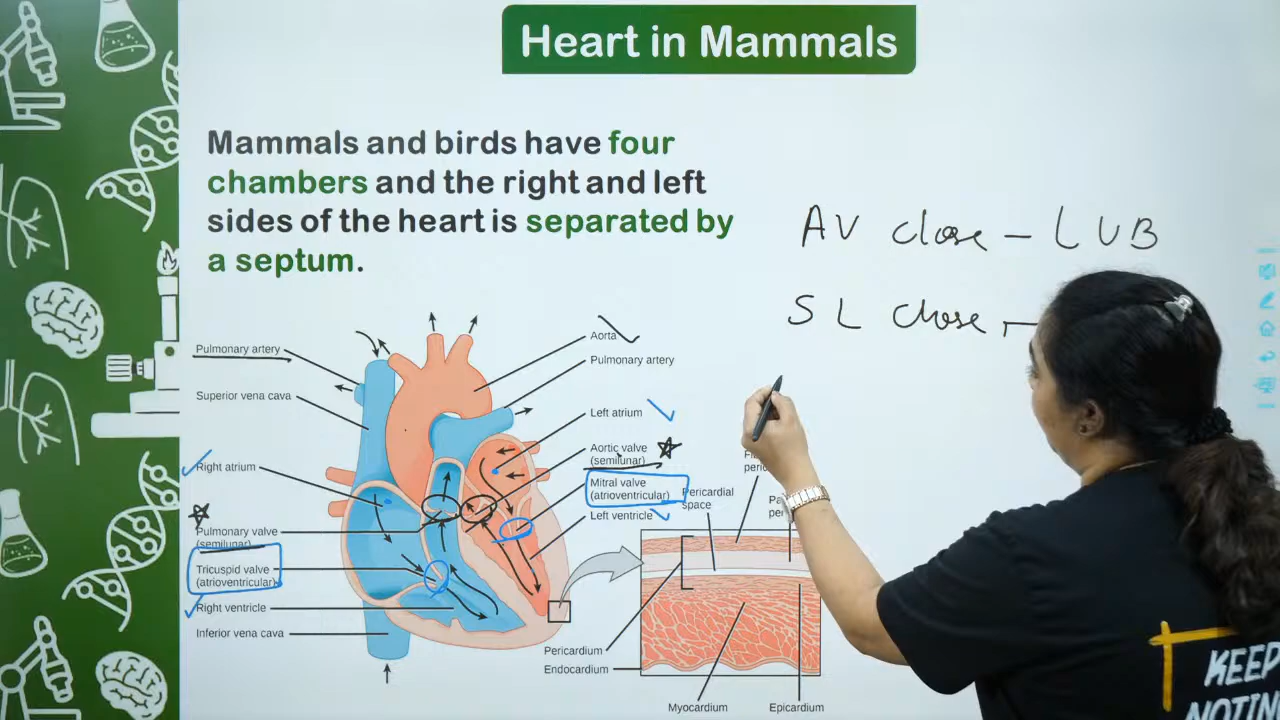 Heart in Mammals
Mammals and birds have four
chambers and the right and left
sides of the heart is separated by
a septum.
AV close - LUB
SL close -
Pulmonary artery
Superior vena cava
Right atrium
Pulmonary valve
(semilunar)
Tricuspid valve
(atrioventricular)
Right ventricle
Inferior vena cava
Aorta
Pulmonary artery
Left atrium
Aortic valve
(semilunar)
Mitral valve
(atrioventricular)
Left ventricle
Pericardial
space
Pericardium
Endocardium
Myocardium
Epicardium
KEEP
NOTING